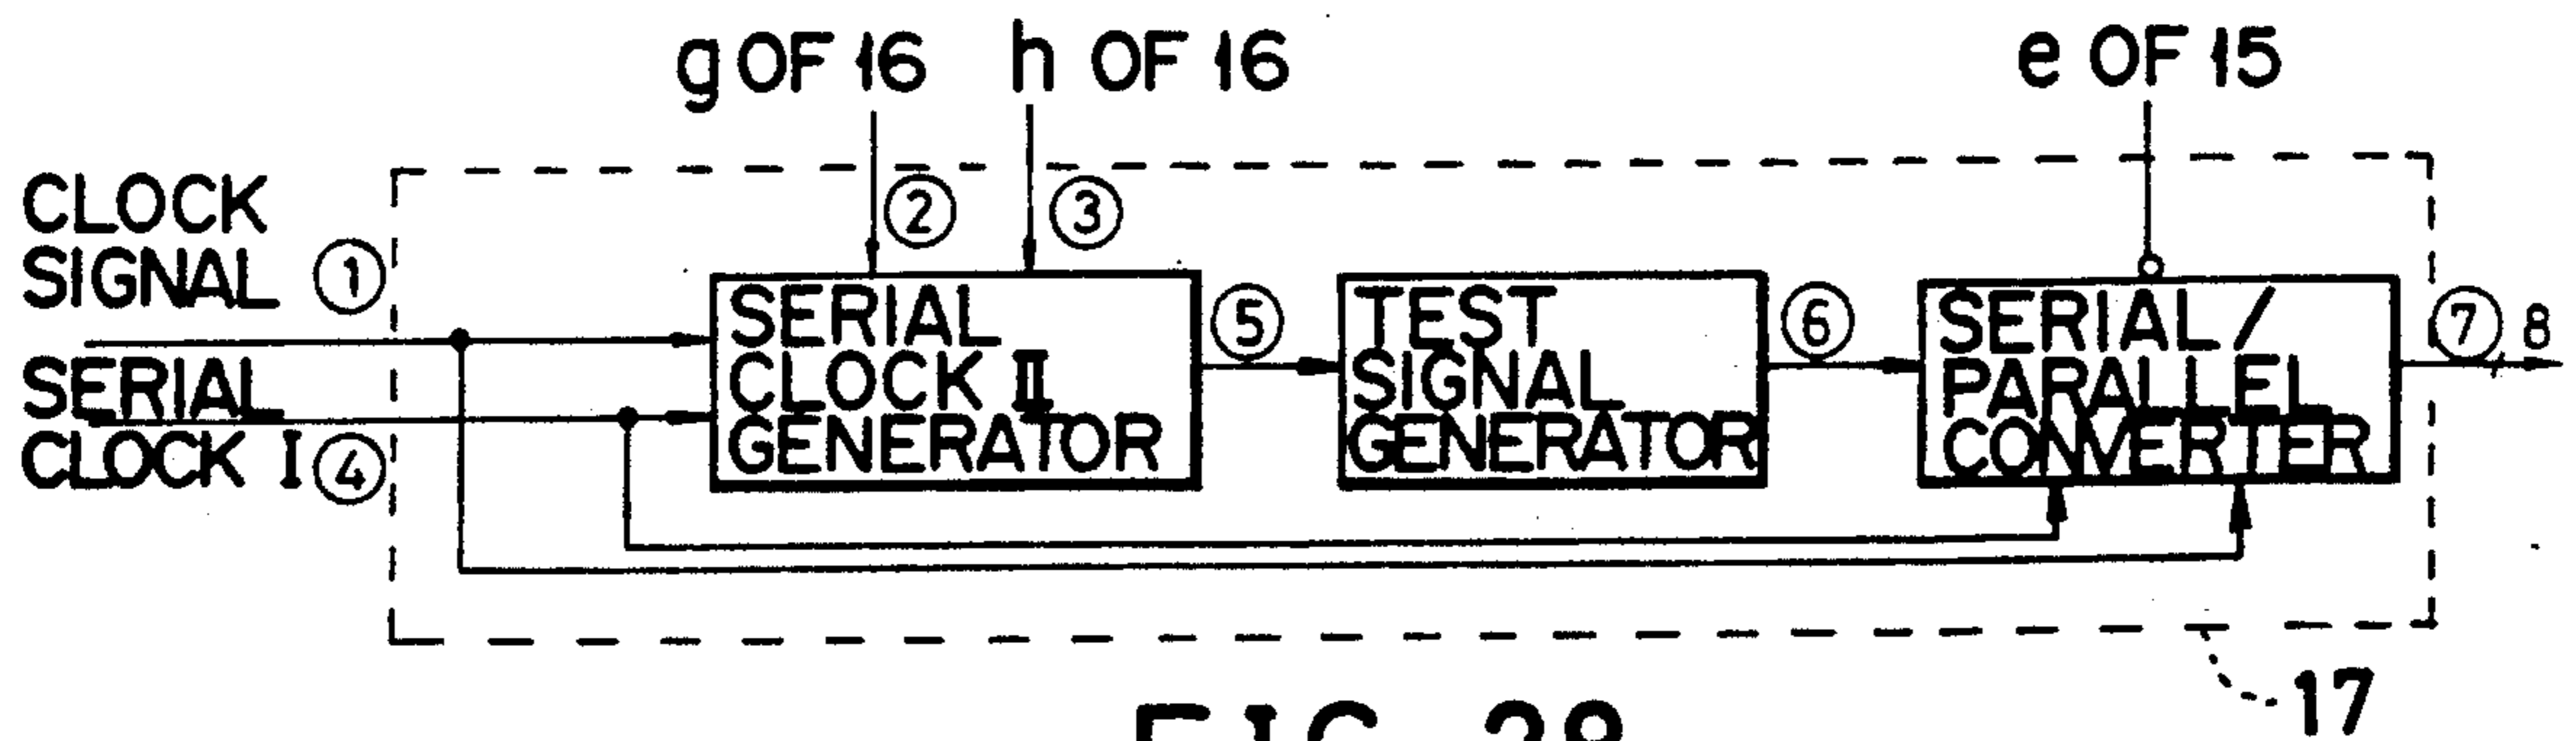 g OF 16
h OF 16
e OF 15
CLOCK
SIGNAL ①
②
③
SERIAL
CLOCK I ④
SERIAL
CLOCK II
GENERATOR
⑤
TEST
SIGNAL
GENERATOR
⑥
SERIAL/
PARALLEL
CONVERTER
⑦ 8
17